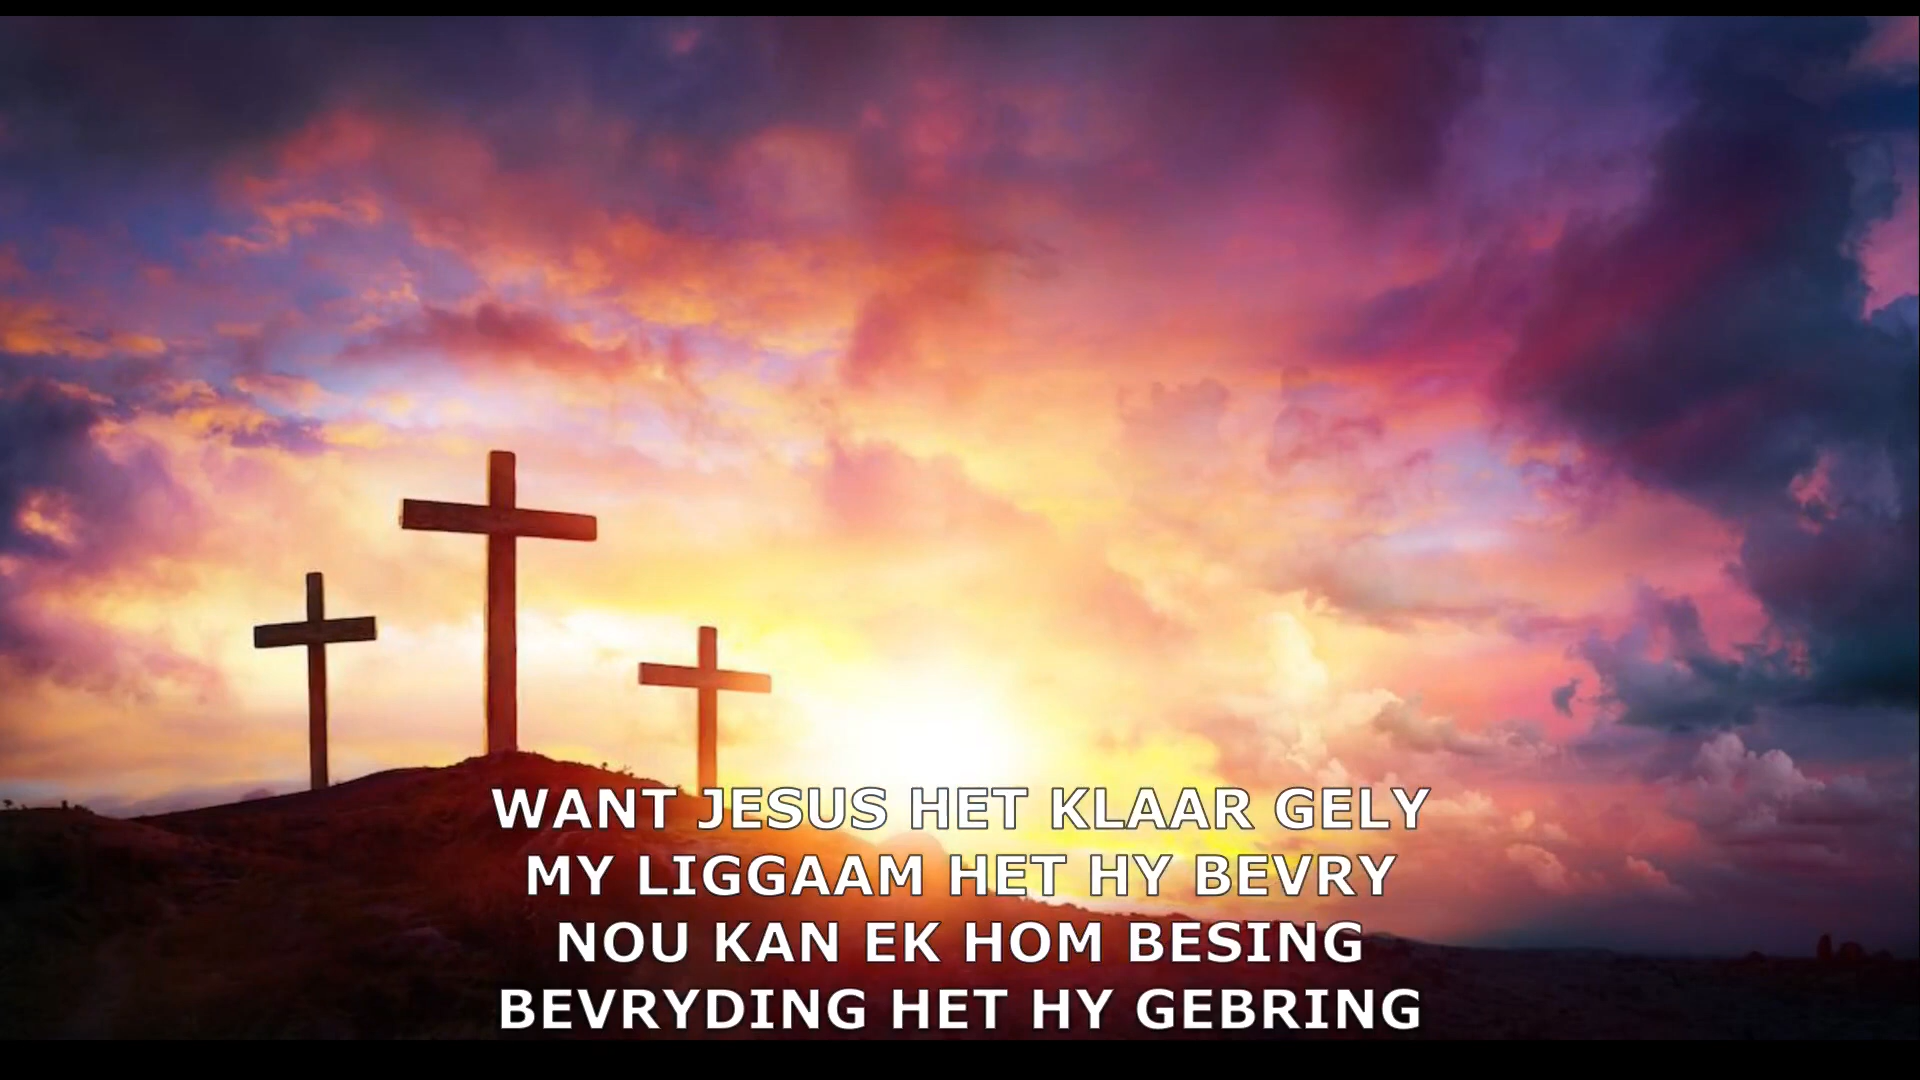 WANT JESUS HET KLAAR GELY
MY LIGGAAM HET HY BEVRY
NOU KAN EK HOM BESING
BEVRYDING HET HY GEBRING